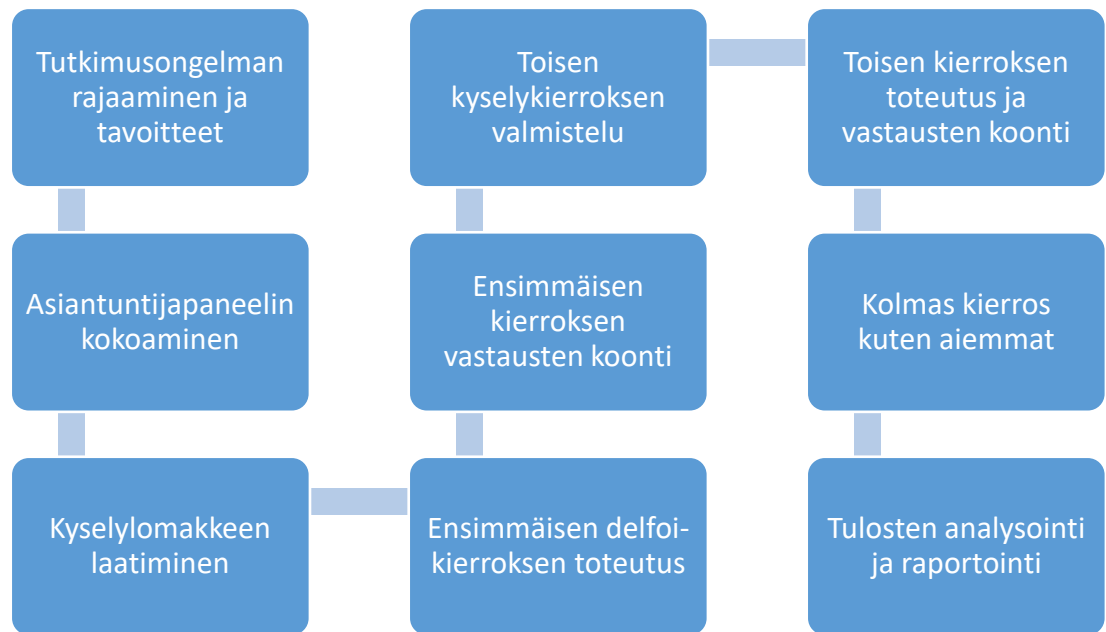 Tutkimusongelman
rajaaminen ja
tavoitteet
Asiantuntijapaneelin
kokoaminen
Kyselylomakkeen
laatiminen
Ensimmäisen delfoi-
kierroksen toteutus
Ensimmäisen
kierroksen
vastausten koonti
Toisen
kyselykierroksen
valmistelu
Toisen kierroksen
toteutus ja
vastausten koonti
Kolmas kierros
kuten aiemmat
Tulosten analysointi
ja raportointi